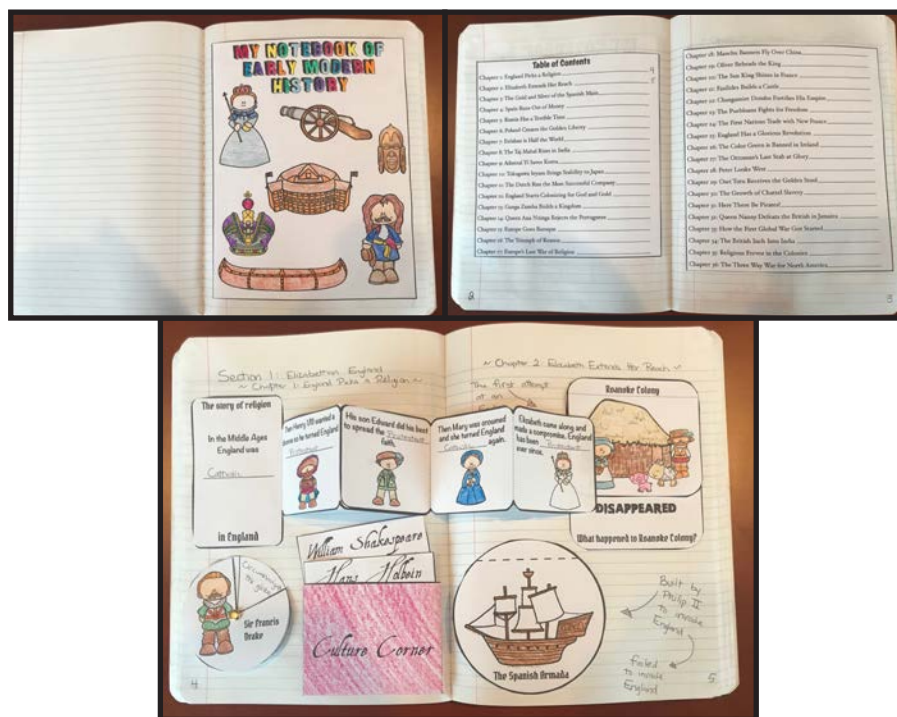 MY NOTEBOOK OF
EARLY MODERN
HISTORY
Table of Contents
Chapter 1: England Picks a Religion 4
Chapter 2: Elizabeth Extends Her Reach 5
Chapter 3: The Gold and Silver of the Spanish Main
Chapter 4: Spain Runs Out of Money
Chapter 5: Russia Has a Terrible Time
Chapter 6: Poland Creates the Golden Liberty
Chapter 7: Esfahan is Half the World
Chapter 8: The Taj Mahal Rises in India
Chapter 9: Admiral Yi Saves Korea
Chapter 10: Tokugawa Ieyasu Brings Stability to Japan
Chapter 11: The Dutch Run the Most Successful Company
Chapter 12: England Starts Colonizing for God and Gold
Chapter 13: Ganga Zumba Builds a Kingdom
Chapter 14: Queen Ana Nzinga Rejects the Portuguese
Chapter 15: Europe Goes Baroque
Chapter 16: The Triumph of Reason
Chapter 17: Europe's Last War of Religion
2
Chapter 18: Manchu Banners Fly Over China
Chapter 19: Oliver Beheads the King
Chapter 20: The Sun King Shines in France
Chapter 21: Fasilides Builds a Castle
Chapter 22: Changamire Dombo Fortifies His Empire
Chapter 23: The Puebloans Fight for Freedom
Chapter 24: The First Nations Trade with New France
Chapter 25: England Has a Glorious Revolution
Chapter 26: The Color Green is Banned in Ireland
Chapter 27: The Ottoman's Last Stab at Glory
Chapter 28: Peter Looks West
Chapter 29: Osei Tutu Receives the Golden Stool
Chapter 30: The Growth of Chattel Slavery
Chapter 31: Here There Be Pirates!
Chapter 32: Queen Nanny Defeats the British in Jamaica
Chapter 33: How the First Global War Got Started
Chapter 34: The British Inch Into India
Chapter 35: Religious Fervor in the Colonies
Chapter 36: The Three Way War for North America
3
Section 1: Elizabethan England
~ Chapter 1: England Picks a Religion ~
The story of religion
In the Middle Ages
England was
Catholic
in England
Then Henry VIII wanted a
divorce so he turned England
Protestant
His son Edward did his best
to spread the Protestant
faith.
Then Mary was crowned
and she turned England
Catholic again.
Elizabeth came along and
made a compromise. England
has been Protestant
ever since.
Circumnavigated
the globe
Sir Francis
Drake
William Shakespeare
Hans Holbein
Culture Corner
4
~ Chapter 2: Elizabeth Extends Her Reach ~
The first attempt
at an
Roanoke Colony
DISAPPEARED
What happened to Roanoke Colony?
The Spanish Armada
Built by
Philip II
to invade
England
Failed
to invade
England
5